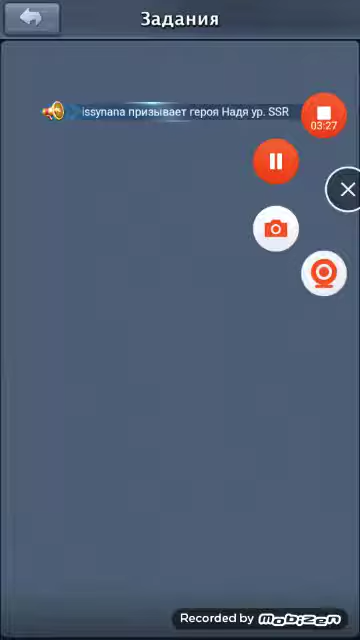 Задания
issynana призывает героя Надя ур. SSR
03:27
Recorded by mobizen